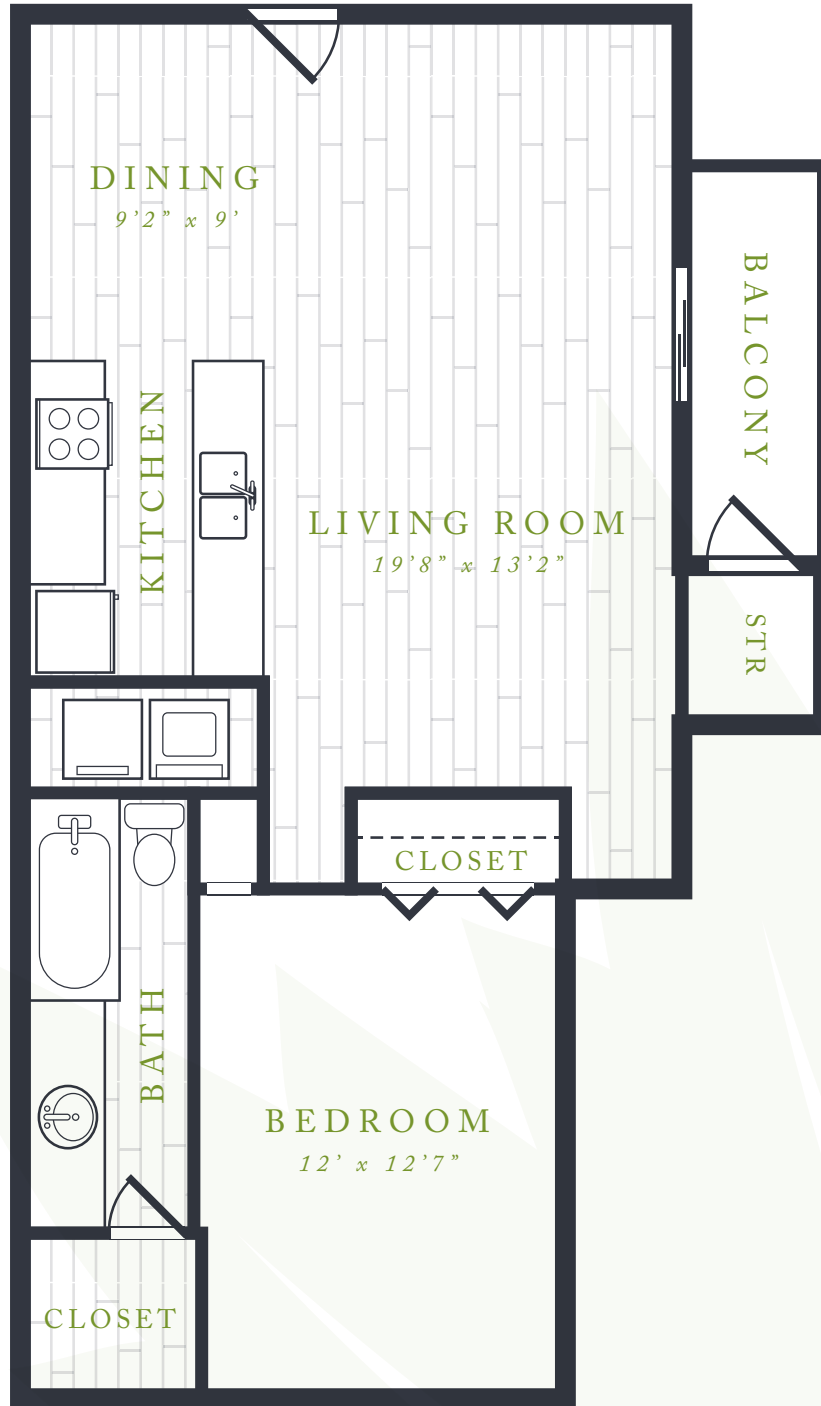 DINING
9’2” x 9’
BALCONY
KITCHEN
LIVING ROOM
19’8” x 13’2”
STR
CLOSET
BATH
BEDROOM
12’ x 12’7”
CLOSET